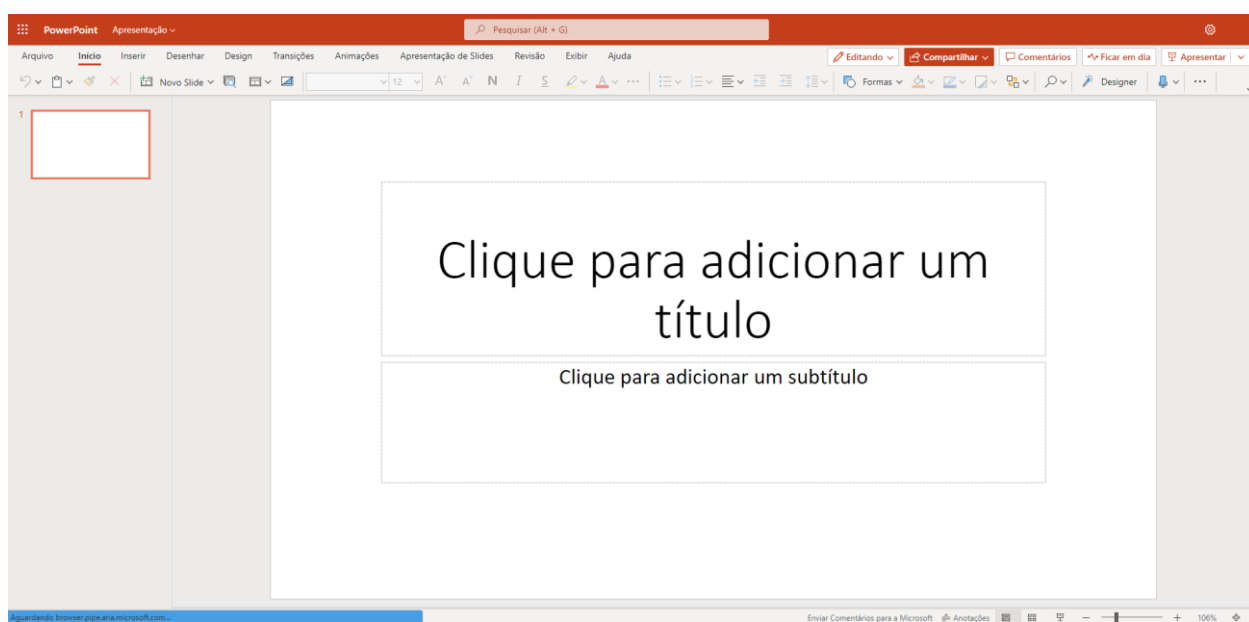 PowerPoint Apresentação
Pesquisar (Alt + G)
Arquivo Início Inserir Desenhar Design Transições Animações Apresentação de Slides Revisão Exibir Ajuda
Editando Compartilhar Comentários Ficar em dia Apresentar
Novo Slide 12 A A N I S A Formas Designer
1
Clique para adicionar um
título
Clique para adicionar um subtítulo
Aguardando browser.pipe.aria.microsoft.com...
Enviar Comentários para a Microsoft Anotações 106%